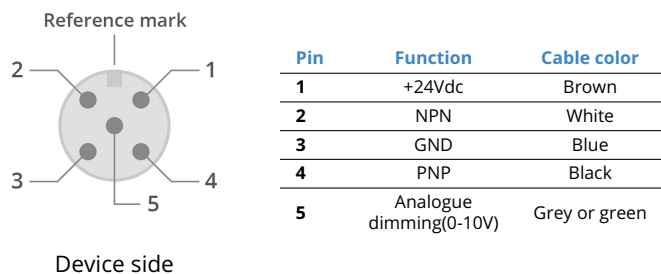 Reference mark
2
1
3
4
5
Device side
Pin Function Cable color
1 +24Vdc Brown
2 NPN White
3 GND Blue
4 PNP Black
5 Analogue dimming(0-10V) Grey or green